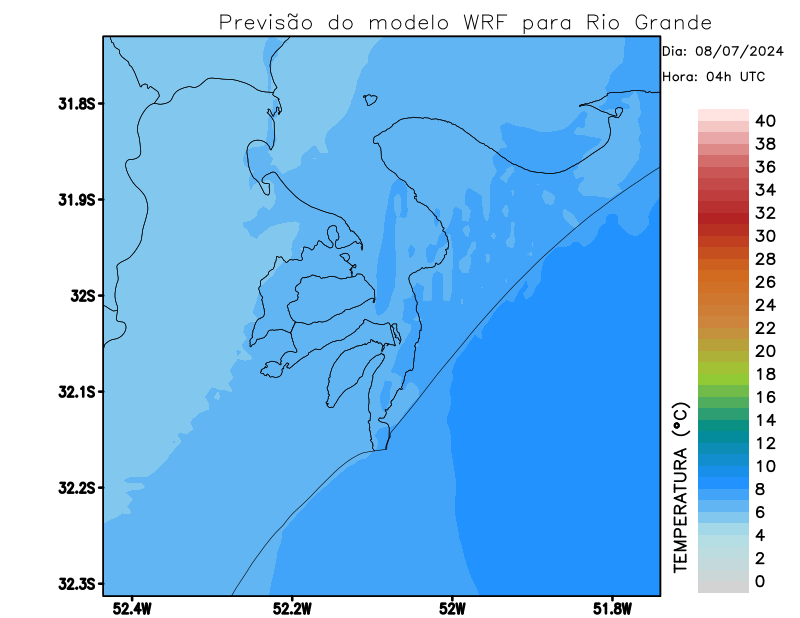 Previsão do modelo WRF para Rio Grande
Dia: 08/07/2024
Hora: 04h UTC
31.8S
31.9S
32S
32.1S
32.2S
32.3S
52.4W
52.2W
52W
51.8W
TEMPERATURA (°C)
40
38
36
34
32
30
28
26
24
22
20
18
16
14
12
10
8
6
4
2
0